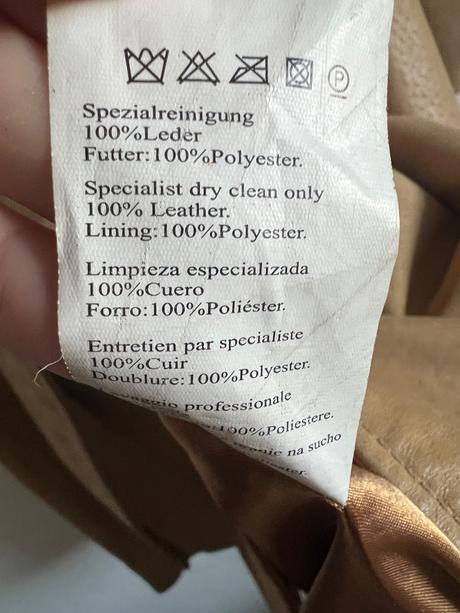 P
Spezialreinigung
100%Leder
Futter:100%Polyester.
Specialist dry clean only
100% Leather.
Lining:100%Polyester.
Limpieza especializada
100%Cuero
Forro:100%Poliéster.
Entretien par specialiste
100%Cuir
Doublure:100%Polyester.
professionale
100%Poliestere.
na sucho